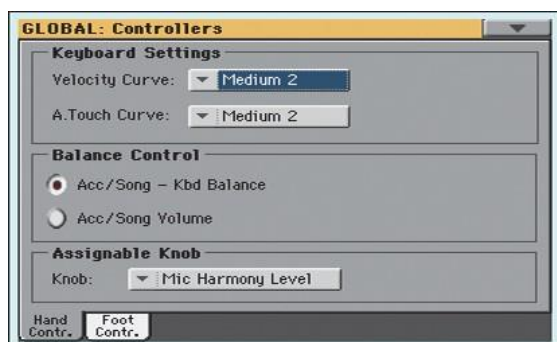 GLOBAL: Controllers
Keyboard Settings
Velocity Curve: Medium 2
A.Touch Curve: Medium 2
Balance Control
Acc/Song - Kbd Balance
Acc/Song Volume
Assignable Knob
Knob: Mic Harmony Level
Hand Contr.
Foot Contr.